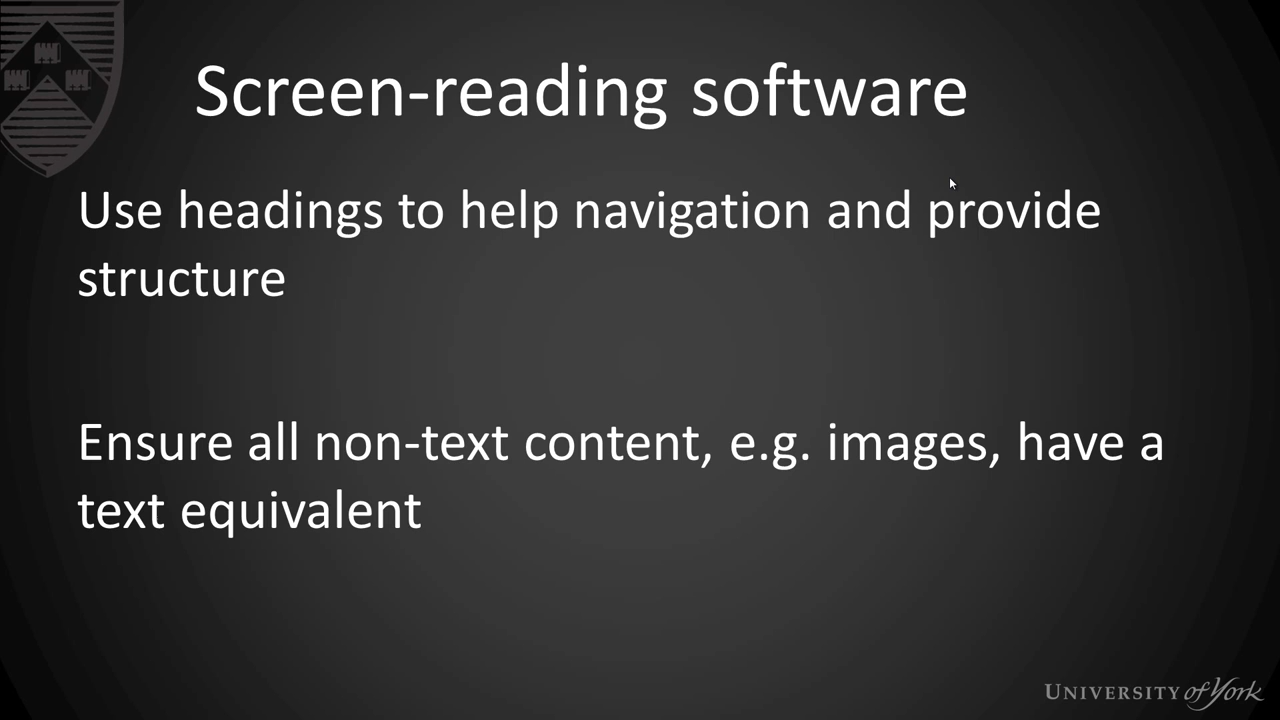 Screen-reading software
Use headings to help navigation and provide
structure
Ensure all non-text content, e.g. images, have a
text equivalent
UNIVERSITY of York